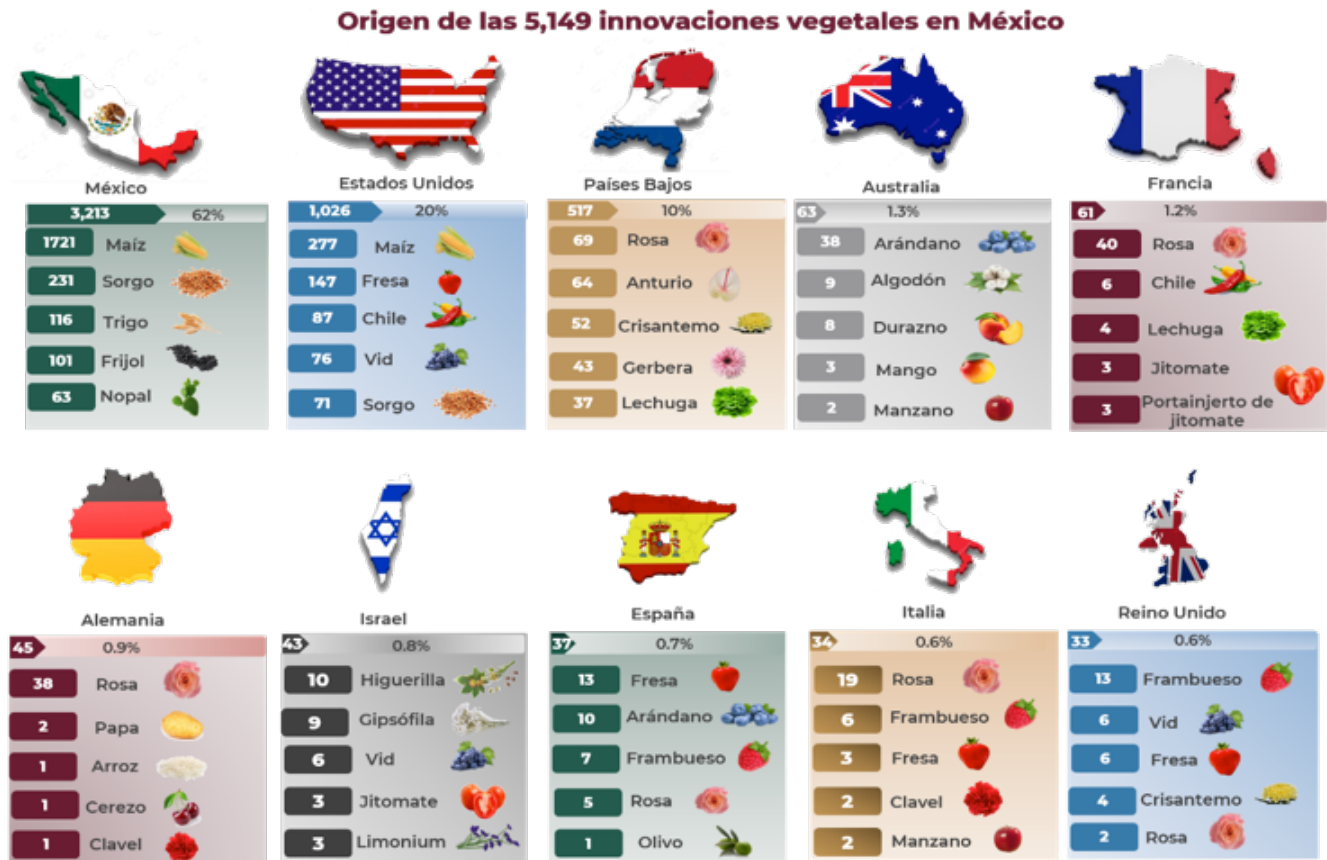 Origen de las 5,149 innovaciones vegetales en México
México
3,213 62%
1721 Maíz
231 Sorgo
116 Trigo
101 Frijol
63 Nopal
Estados Unidos
1,026 20%
277 Maíz
147 Fresa
87 Chile
76 Vid
71 Sorgo
Países Bajos
517 10%
69 Rosa
64 Anturio
52 Crisantemo
43 Gerbera
37 Lechuga
Australia
63 1.3%
38 Arándano
9 Algodón
8 Durazno
3 Mango
2 Manzano
Francia
61 1.2%
40 Rosa
6 Chile
4 Lechuga
3 Jitomate
3 Portainjerto de
jitomate
Alemania
45 0.9%
38 Rosa
2 Papa
1 Arroz
1 Cerezo
1 Clavel
Israel
43 0.8%
10 Higuerilla
9 Gipsófila
6 Vid
3 Jitomate
3 Limonium
España
37 0.7%
13 Fresa
10 Arándano
7 Frambueso
5 Rosa
1 Olivo
Italia
34 0.6%
19 Rosa
6 Frambueso
3 Fresa
2 Clavel
2 Manzano
Reino Unido
33 0.6%
13 Frambueso
6 Vid
6 Fresa
4 Crisantemo
2 Rosa